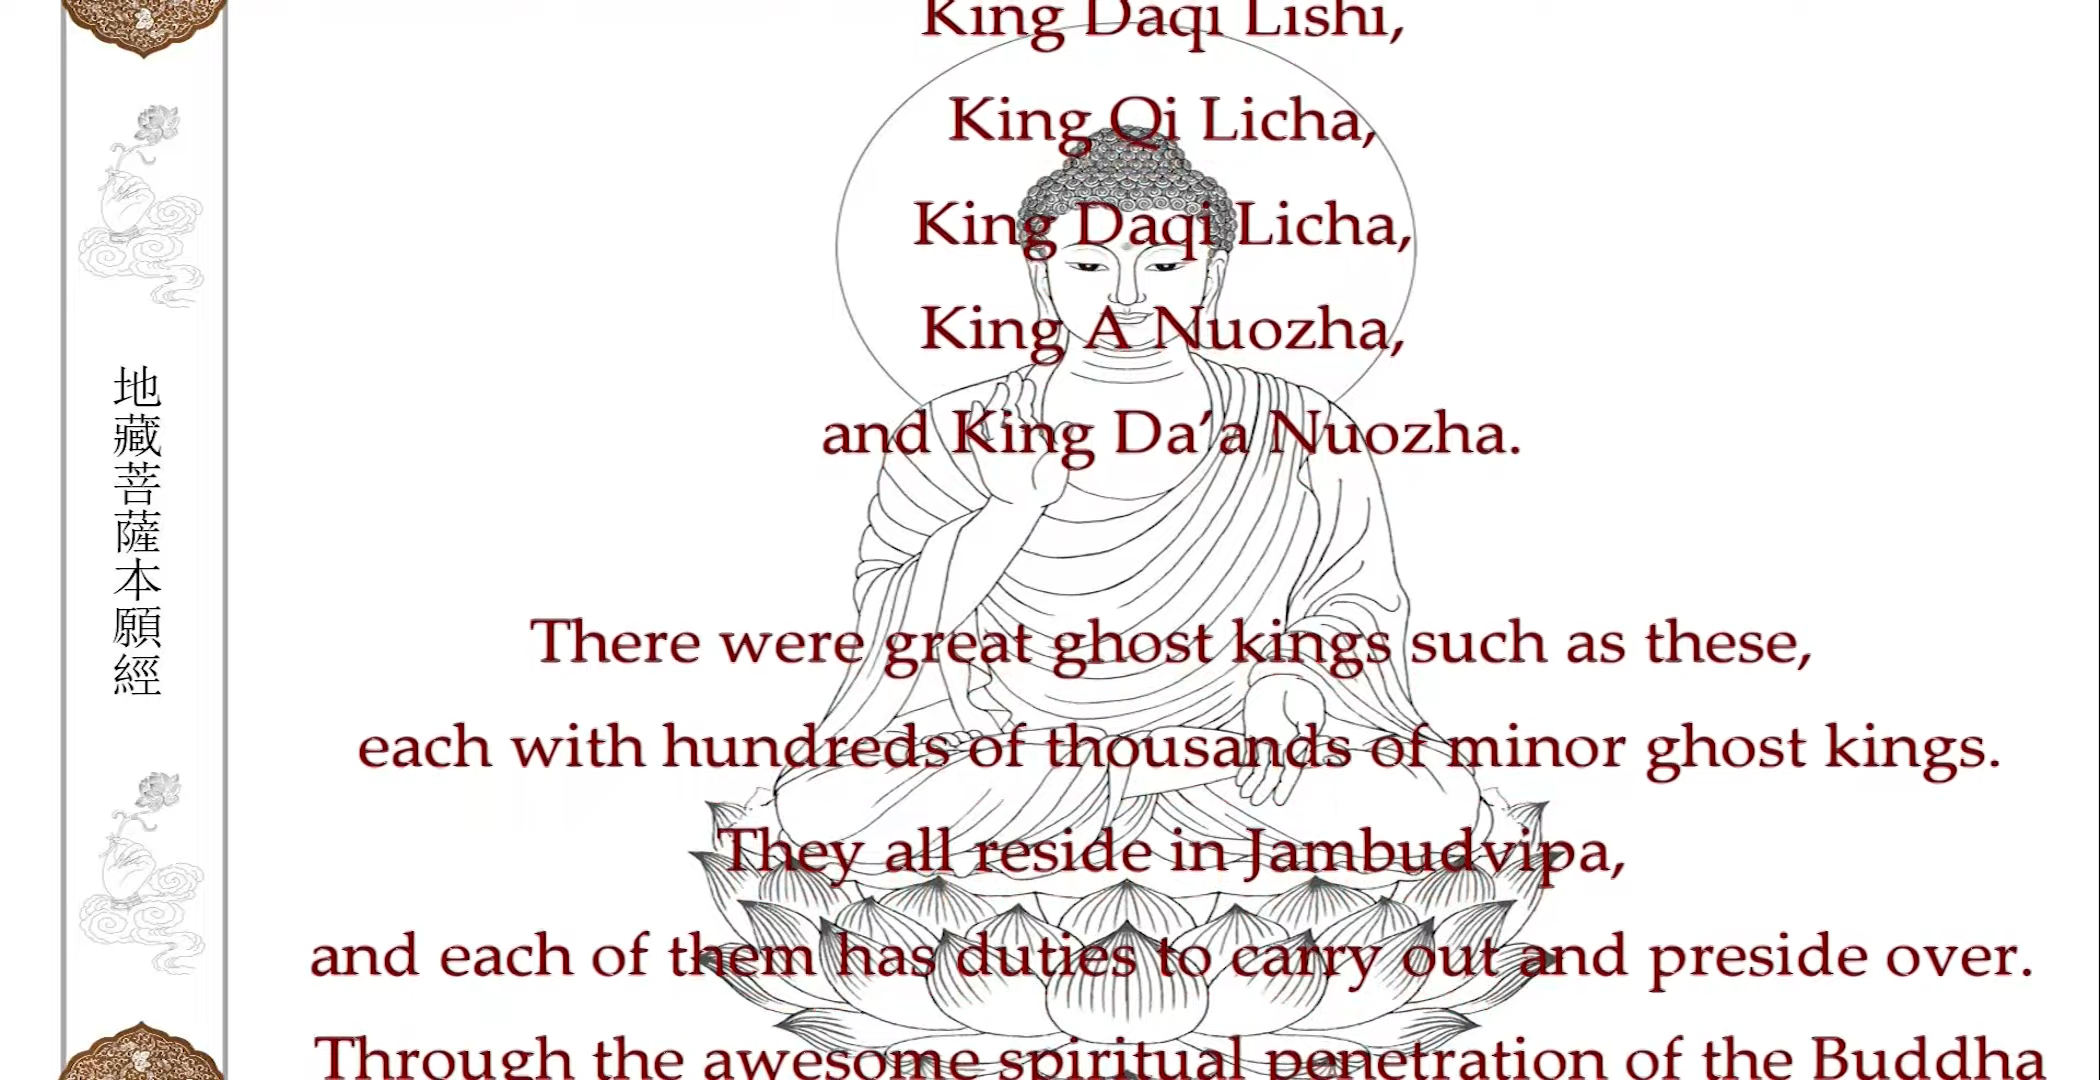 地藏菩薩本願經
King Daqi Lishi,
King Qi Licha,
King Daqi Licha,
King A Nuozha,
and King Da’a Nuozha.
There were great ghost kings such as these,
each with hundreds of thousands of minor ghost kings.
They all reside in Jambudvipa,
and each of them has duties to carry out and preside over.
Through the awesome spiritual penetration of the Buddha